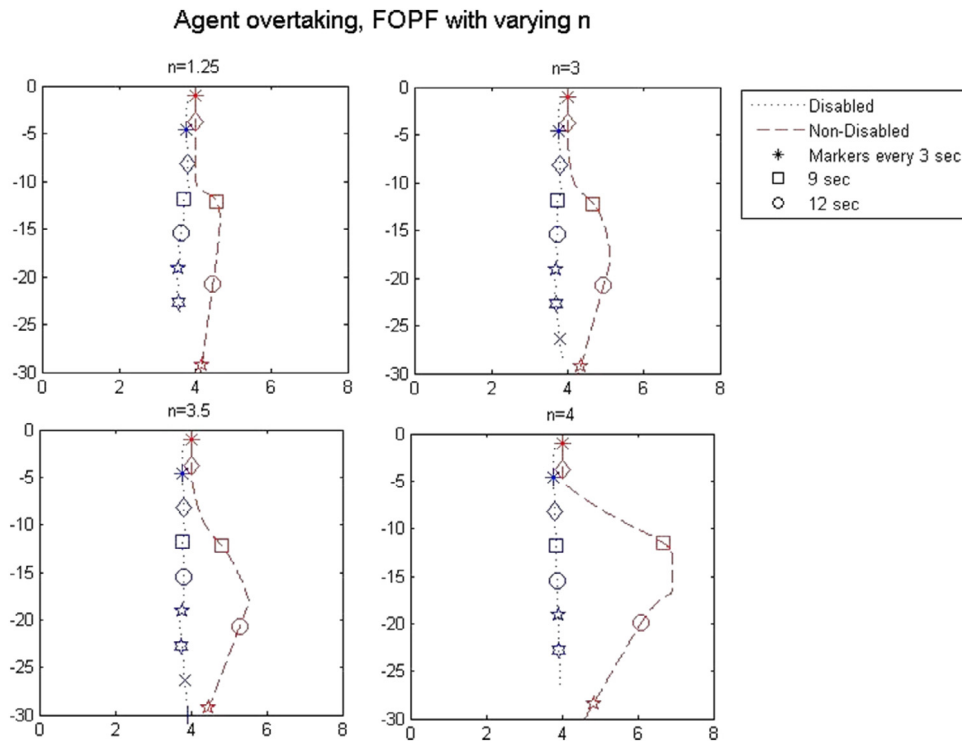 Agent overtaking, FOPF with varying n
n=1.25
0
-5
-10
-15
-20
-25
-30
0 2 4 6 8
n=3
0
-5
-10
-15
-20
-25
-30
0 2 4 6 8
Disabled
Non-Disabled
Markers every 3 sec
9 sec
12 sec
n=3.5
0
-5
-10
-15
-20
-25
-30
0 2 4 6 8
n=4
0
-5
-10
-15
-20
-25
-30
0 2 4 6 8